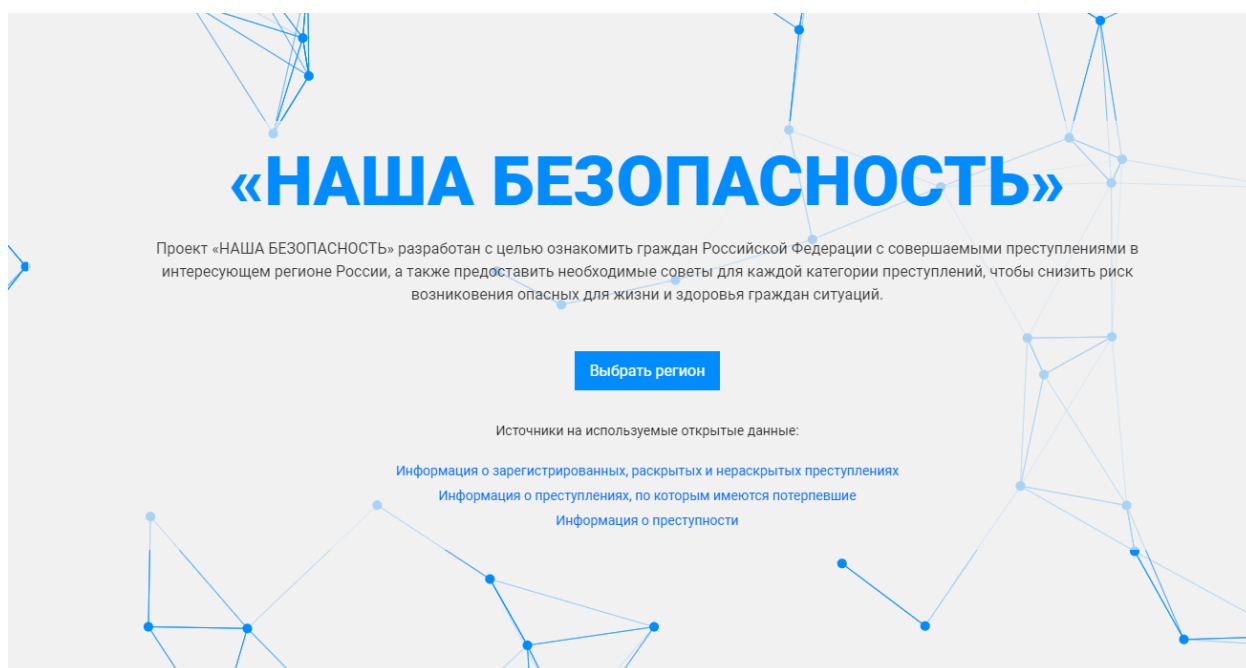 «НАША БЕЗОПАСНОСТЬ»
Проект «НАША БЕЗОПАСНОСТЬ» разработан с целью ознакомить граждан Российской Федерации с совершаемыми преступлениями в
интересующем регионе России, а также предоставить необходимые советы для каждой категории преступлений, чтобы снизить риск
возниковения опасных для жизни и здоровья граждан ситуаций.
Выбрать регион
Источники на используемые открытые данные:
Информация о зарегистрированных, раскрытых и нераскрытых преступлениях
Информация о преступлениях, по которым имеются потерпевшие
Информация о преступности